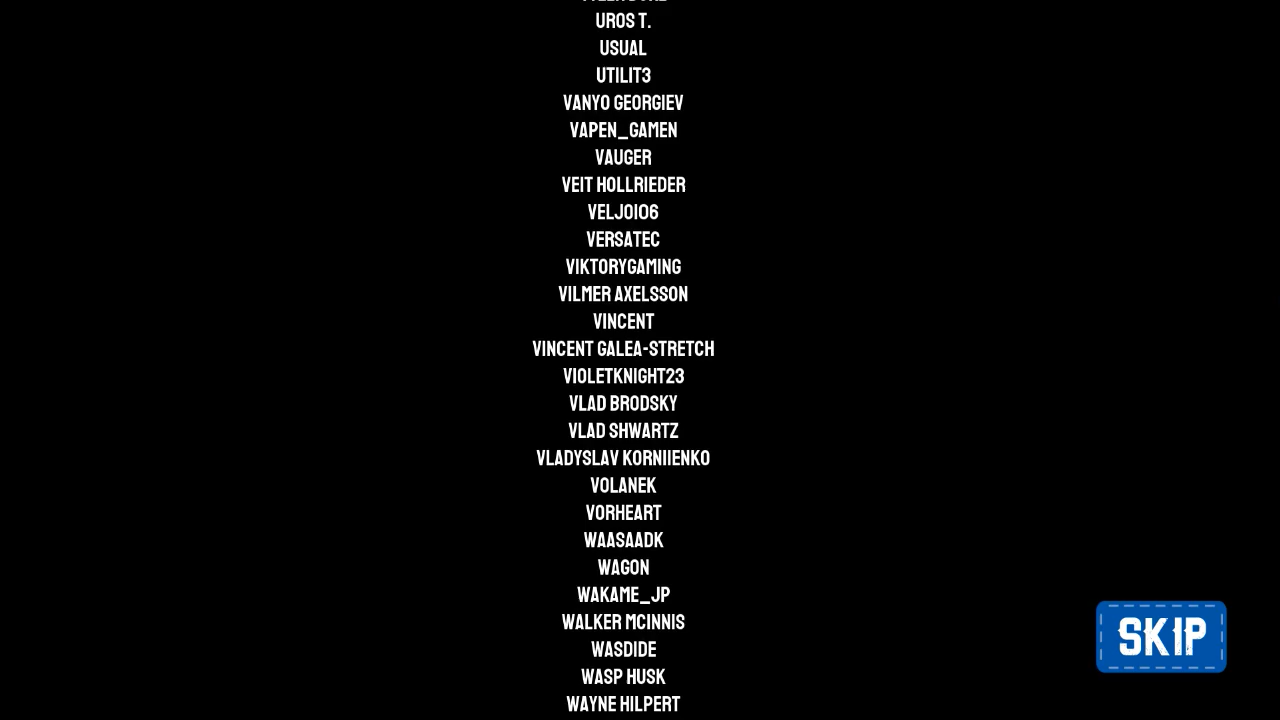 UROS T.
USUAL
UTILIT3
VANYO GEORGIEV
VAPEN_GAMEN
VAUGER
VEIT HOLLRIEDER
VELJO106
VERSATEC
VIKTORYGAMING
VILMER AXELSSON
VINCENT
VINCENT GALEA-STRETCH
VIOLETKNIGHT23
VLAD BRODSKY
VLAD SHWARTZ
VLADYSLAV KORNIIENKO
VOLANEK
VORHEART
WAASAADK
WAGON
WAKAME_JP
WALKER MCINNIS
WASDIDE
WASP HUSK
WAYNE HILPERT
SKIP